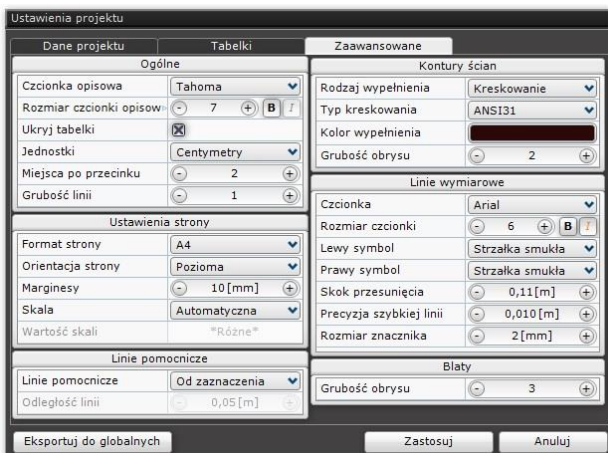 Ustawienia projektu
Dane projektu
Tabelki
Zaawansowane
Ogólne
Czcionka opisowa
Tahoma
Rozmiar czcionki opisow
7
B
I
Ukryj tabelki
Jednostki
Centymetry
Miejsca po przecinku
2
Grubość linii
1
Ustawienia strony
Format strony
A4
Orientacja strony
Pozioma
Marginesy
10[mm]
Skala
Automatyczna
Wartość skali
*Różne*
Linie pomocnicze
Linie pomocnicze
Od zaznaczenia
Odległość linii
0,05[m]
Kontury ścian
Rodzaj wypełnienia
Kreskowanie
Typ kreskowania
ANSI31
Kolor wypełnienia
Grubość obrysu
2
Linie wymiarowe
Czcionka
Arial
Rozmiar czcionki
6
B
I
Lewy symbol
Strzałka smukła
Prawy symbol
Strzałka smukła
Skok przesunięcia
0,11[m]
Precyzja szybkiej linii
0,010[m]
Rozmiar znacznika
2[mm]
Blaty
Grubość obrysu
3
Eksportuj do globalnych
Zastosuj
Anuluj